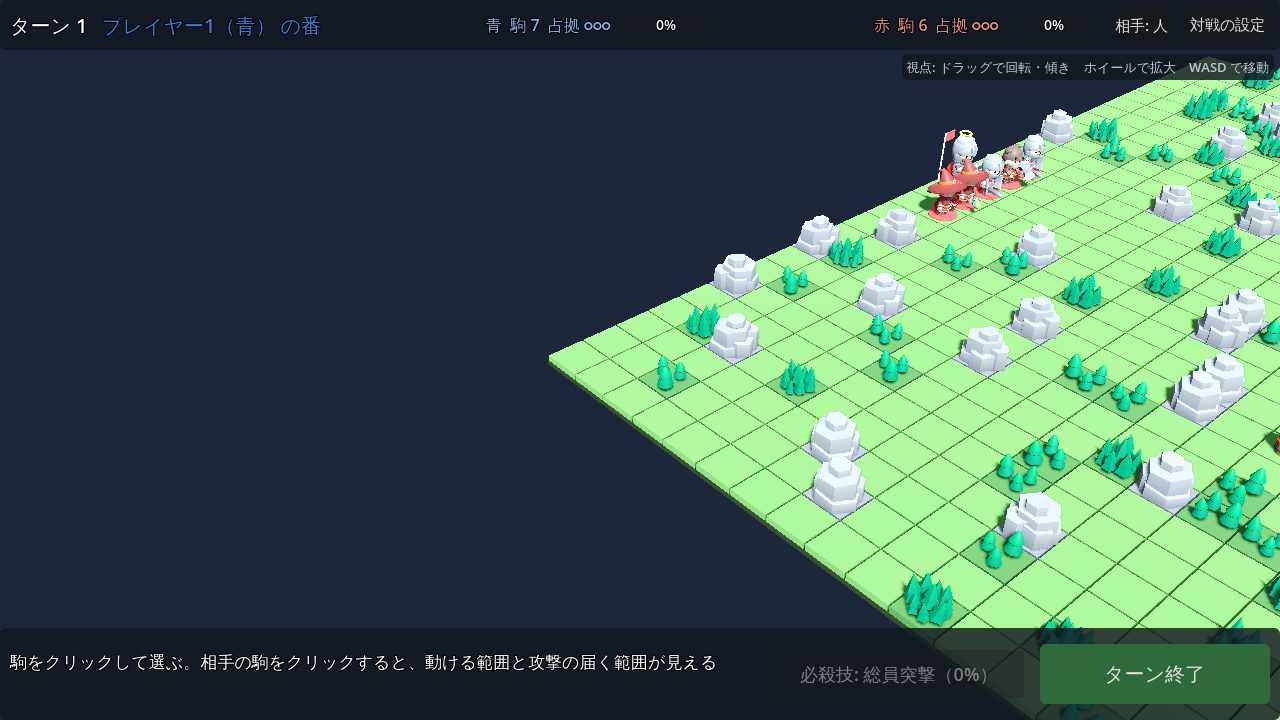 ターン 1 プレイヤー1（青） の番
青 駒 7 占拠 ○○○ 0%
赤 駒 6 占拠 ○○○ 0%
相手: 人
対戦の設定
視点: ドラッグで回転・傾き ホイールで拡大 WASD で移動
駒をクリックして選ぶ。相手の駒をクリックすると、動ける範囲と攻撃の届く範囲が見える
必殺技: 総員突撃（0%）
ターン終了